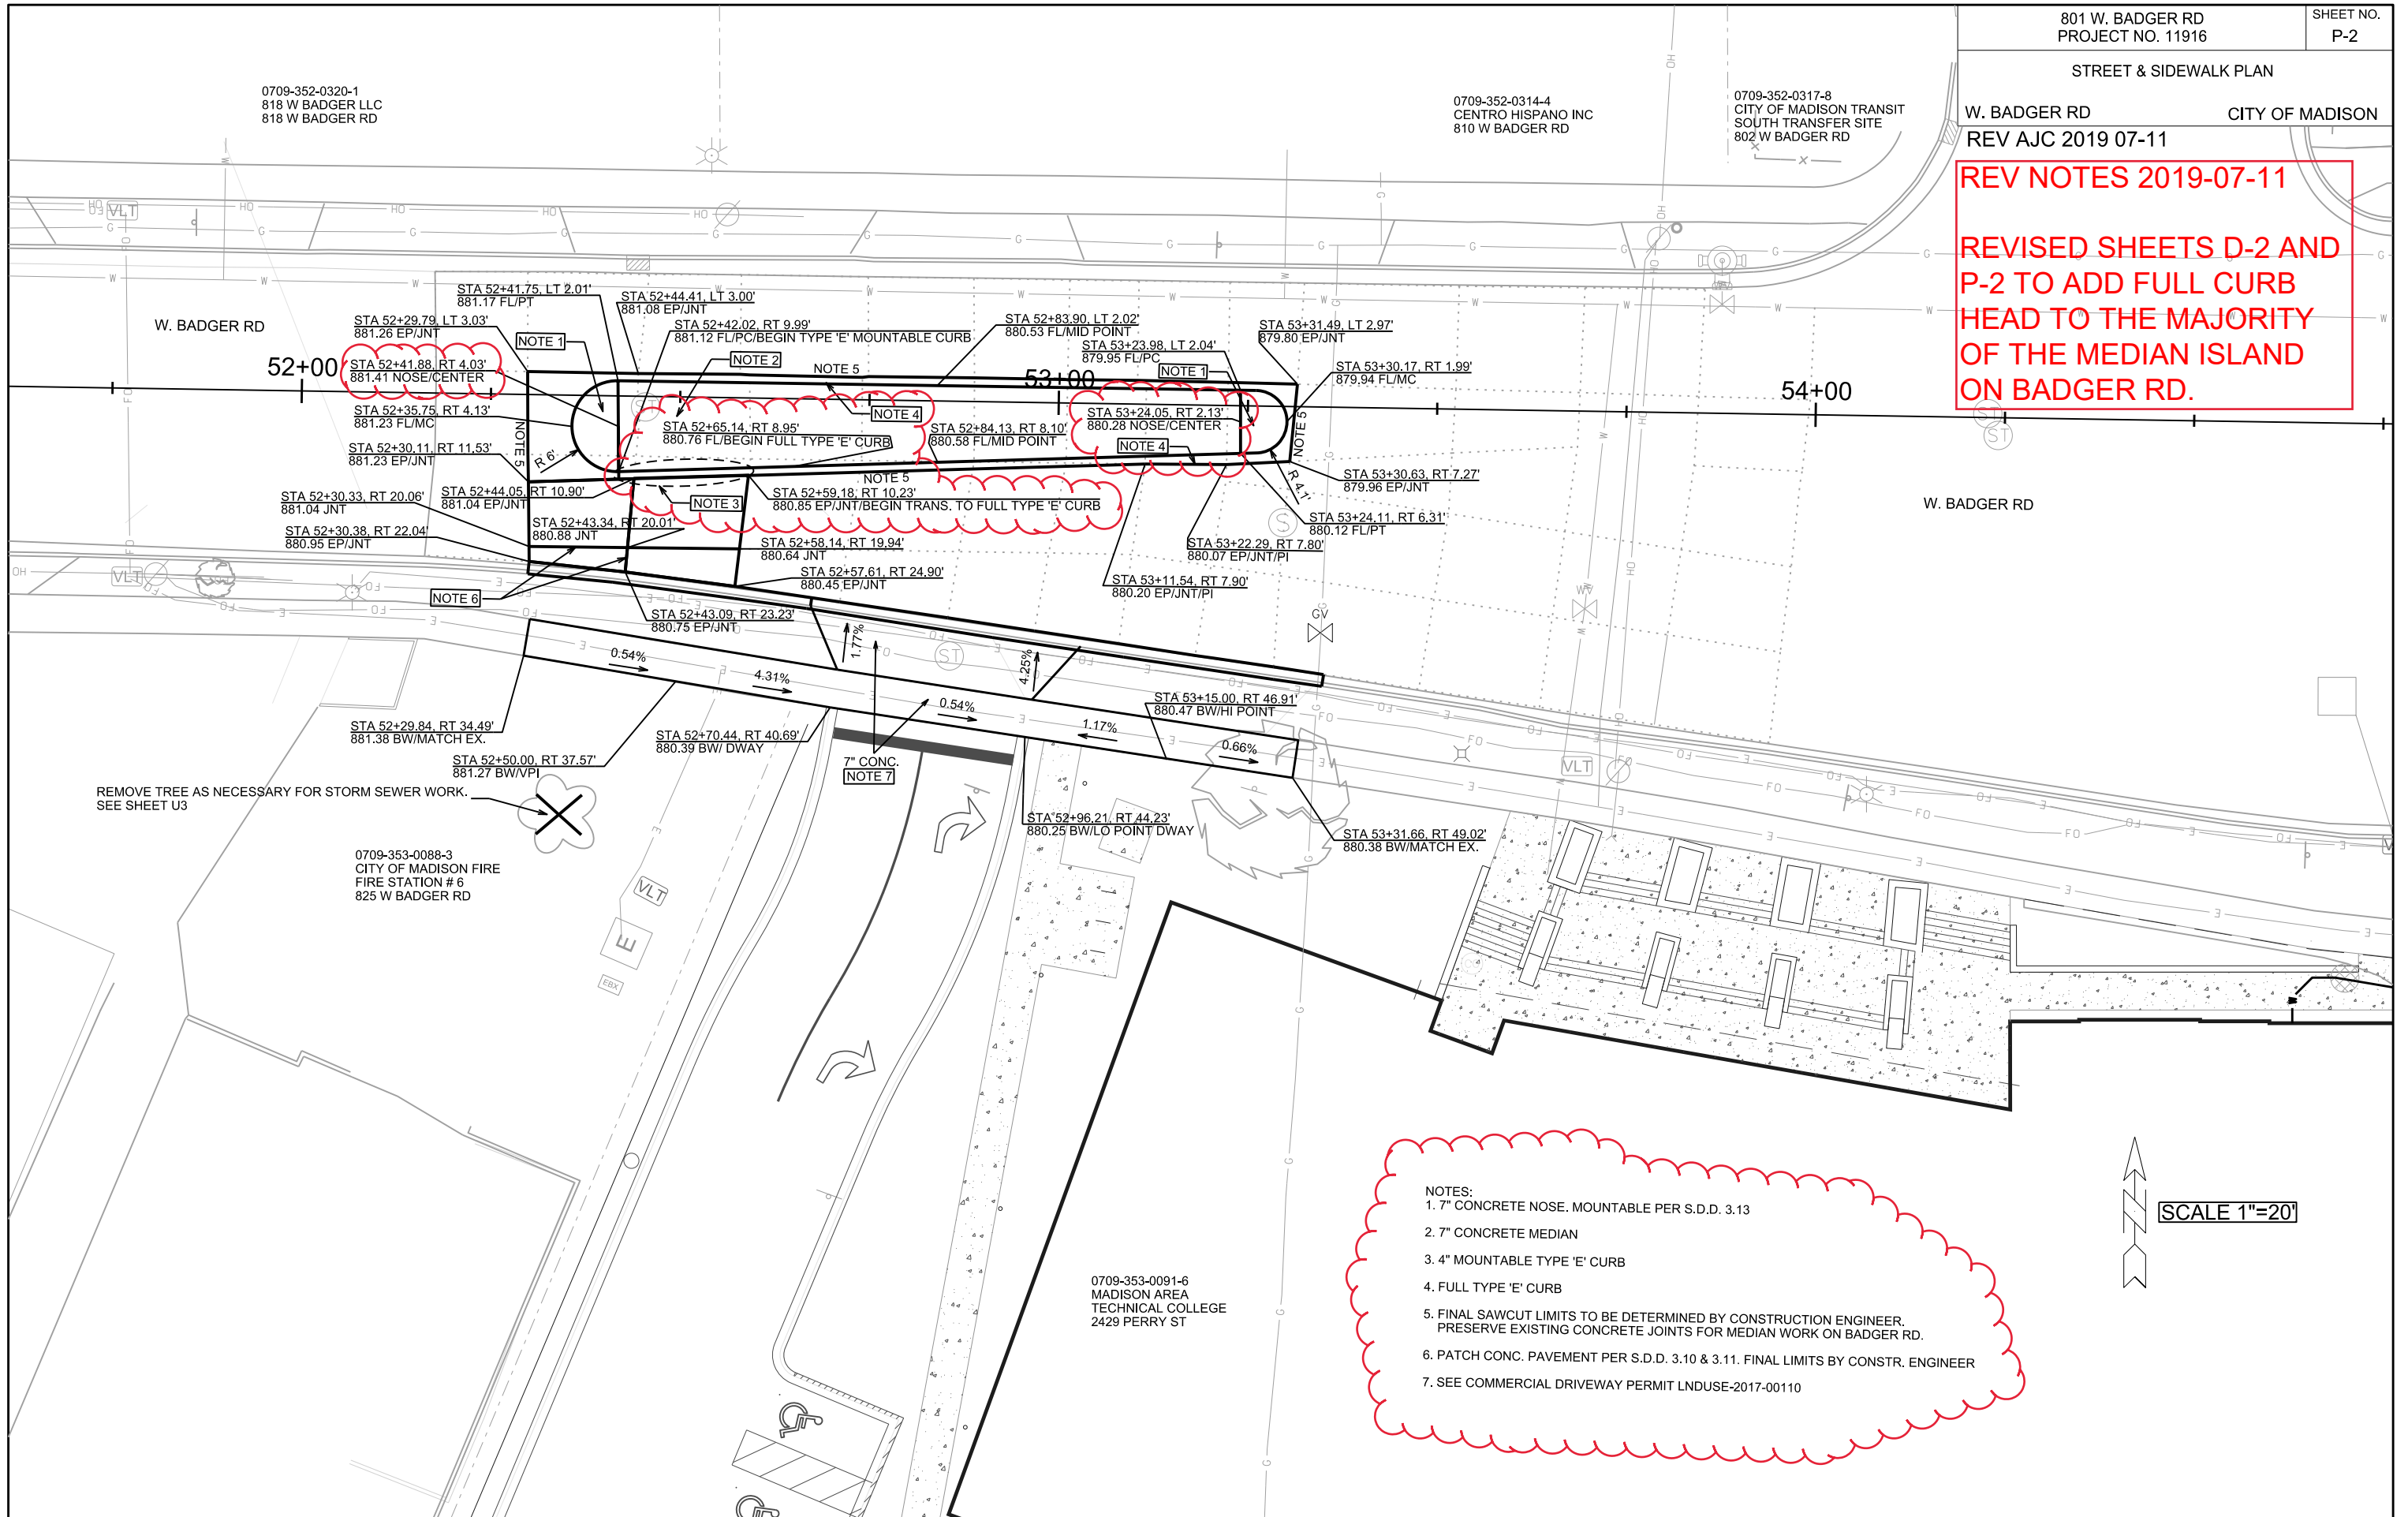 801 W. BADGER RD
PROJECT NO. 11916
SHEET NO.
P-2
STREET & SIDEWALK PLAN
W. BADGER RD
CITY OF MADISON
REV AJC 2019 07-11
REV NOTES 2019-07-11
REVISED SHEETS D-2 AND
P-2 TO ADD FULL CURB
HEAD TO THE MAJORITY
OF THE MEDIAN ISLAND
ON BADGER RD.
0709-352-0320-1
818 W BADGER LLC
818 W BADGER RD
0709-352-0314-4
CENTRO HISPANO INC
810 W BADGER RD
0709-352-0317-8
CITY OF MADISON TRANSIT
SOUTH TRANSFER SITE
802 W BADGER RD
VLT
W. BADGER RD
52+00
53+00
54+00
STA 52+41.75, LT 2.01'
881.17 FL/PT
STA 52+44.41, LT 3.00'
881.08 EP/JNT
STA 52+29.79, LT 3.03'
881.26 EP/JNT
NOTE 1
STA 52+42.02, RT 9.99'
881.12 FL/PC/BEGIN TYPE 'E' MOUNTABLE CURB
NOTE 2
NOTE 5
STA 52+83.90, LT 2.02'
880.53 FL/MID POINT
STA 53+31.49, LT 2.97'
879.80 EP/JNT
STA 53+23.98, LT 2.04'
879.95 FL/PC
NOTE 1
STA 53+30.17, RT 1.99'
879.94 FL/MC
STA 52+41.88, RT 4.03'
881.41 NOSE/CENTER
STA 52+35.75, RT 4.13'
881.23 FL/MC
NOTE 4
STA 52+65.14, RT 8.95'
880.76 FL/BEGIN FULL TYPE 'E' CURB
STA 52+84.13, RT 8.10'
880.58 FL/MID POINT
STA 53+24.05, RT 2.13'
880.28 NOSE/CENTER
NOTE 4
NOTE 5
NOTE 5
R 6'
R 4.1'
STA 52+30.11, RT 11.53'
881.23 EP/JNT
NOTE 5
STA 53+30.63, RT 7.27'
879.96 EP/JNT
STA 52+30.33, RT 20.06'
881.04 JNT
STA 52+44.05, RT 10.90'
881.04 EP/JNT
NOTE 3
STA 52+59.18, RT 10.23'
880.85 EP/JNT/BEGIN TRANS. TO FULL TYPE 'E' CURB
W. BADGER RD
STA 52+30.38, RT 22.04'
880.95 EP/JNT
STA 52+43.34, RT 20.01'
880.88 JNT
STA 53+24.11, RT 6.31'
880.12 FL/PT
STA 52+58.14, RT 19.94'
880.64 JNT
STA 53+22.29, RT 7.80'
880.07 EP/JNT/PI
STA 52+57.61, RT 24.90'
880.45 EP/JNT
STA 53+11.54, RT 7.90'
880.20 EP/JNT/PI
VLT
NOTE 6
STA 52+43.09, RT 23.23'
880.75 EP/JNT
GV
WV
ST
ST
ST
S
0.54%
4.31%
1.77%
4.25%
0.54%
1.17%
0.66%
STA 53+15.00, RT 46.91'
880.47 BW/HI POINT
STA 52+29.84, RT 34.49'
881.38 BW/MATCH EX.
STA 52+70.44, RT 40.69'
880.39 BW/ DWAY
STA 52+50.00, RT 37.57'
881.27 BW/VPI
7" CONC.
NOTE 7
VLT
REMOVE TREE AS NECESSARY FOR STORM SEWER WORK.
SEE SHEET U3
STA 52+96.21, RT 44.23'
880.25 BW/LO POINT DWAY
STA 53+31.66, RT 49.02'
880.38 BW/MATCH EX.
0709-353-0088-3
CITY OF MADISON FIRE
FIRE STATION # 6
825 W BADGER RD
VLT
E
EBX
0709-353-0091-6
MADISON AREA
TECHNICAL COLLEGE
2429 PERRY ST
NOTES:
1. 7" CONCRETE NOSE. MOUNTABLE PER S.D.D. 3.13
2. 7" CONCRETE MEDIAN
3. 4" MOUNTABLE TYPE 'E' CURB
4. FULL TYPE 'E' CURB
5. FINAL SAWCUT LIMITS TO BE DETERMINED BY CONSTRUCTION ENGINEER.
PRESERVE EXISTING CONCRETE JOINTS FOR MEDIAN WORK ON BADGER RD.
6. PATCH CONC. PAVEMENT PER S.D.D. 3.10 & 3.11. FINAL LIMITS BY CONSTR. ENGINEER
7. SEE COMMERCIAL DRIVEWAY PERMIT LNDUSE-2017-00110
N
SCALE 1"=20'